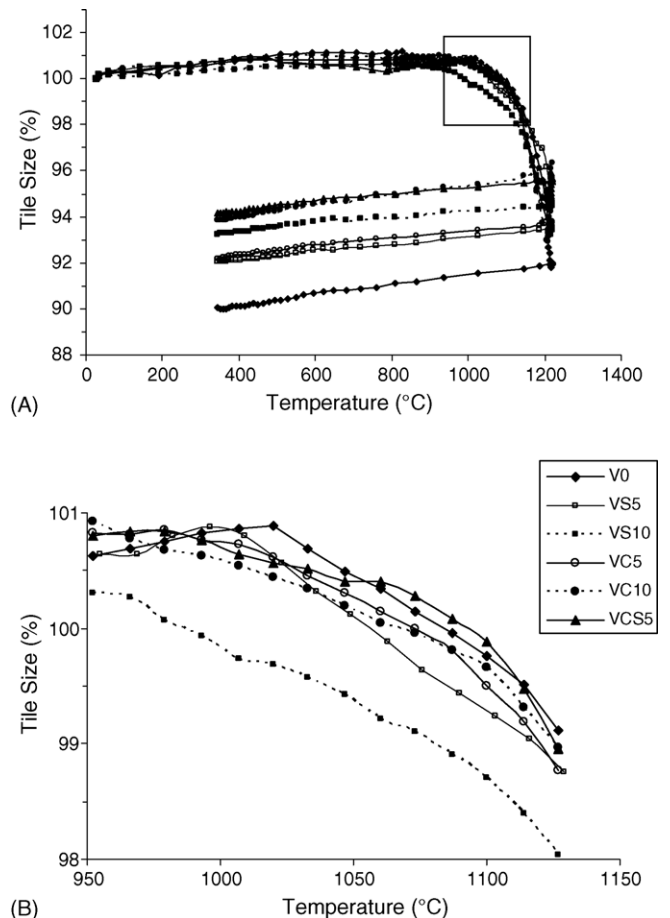 102
100
98
96
94
92
90
88
Tile Size (%)
0 200 400 600 800 1000 1200 1400
(A) Temperature (°C)
V0
VS5
VS10
VC5
VC10
VCS5
101
100
99
98
Tile Size (%)
950 1000 1050 1100 1150
(B) Temperature (°C)